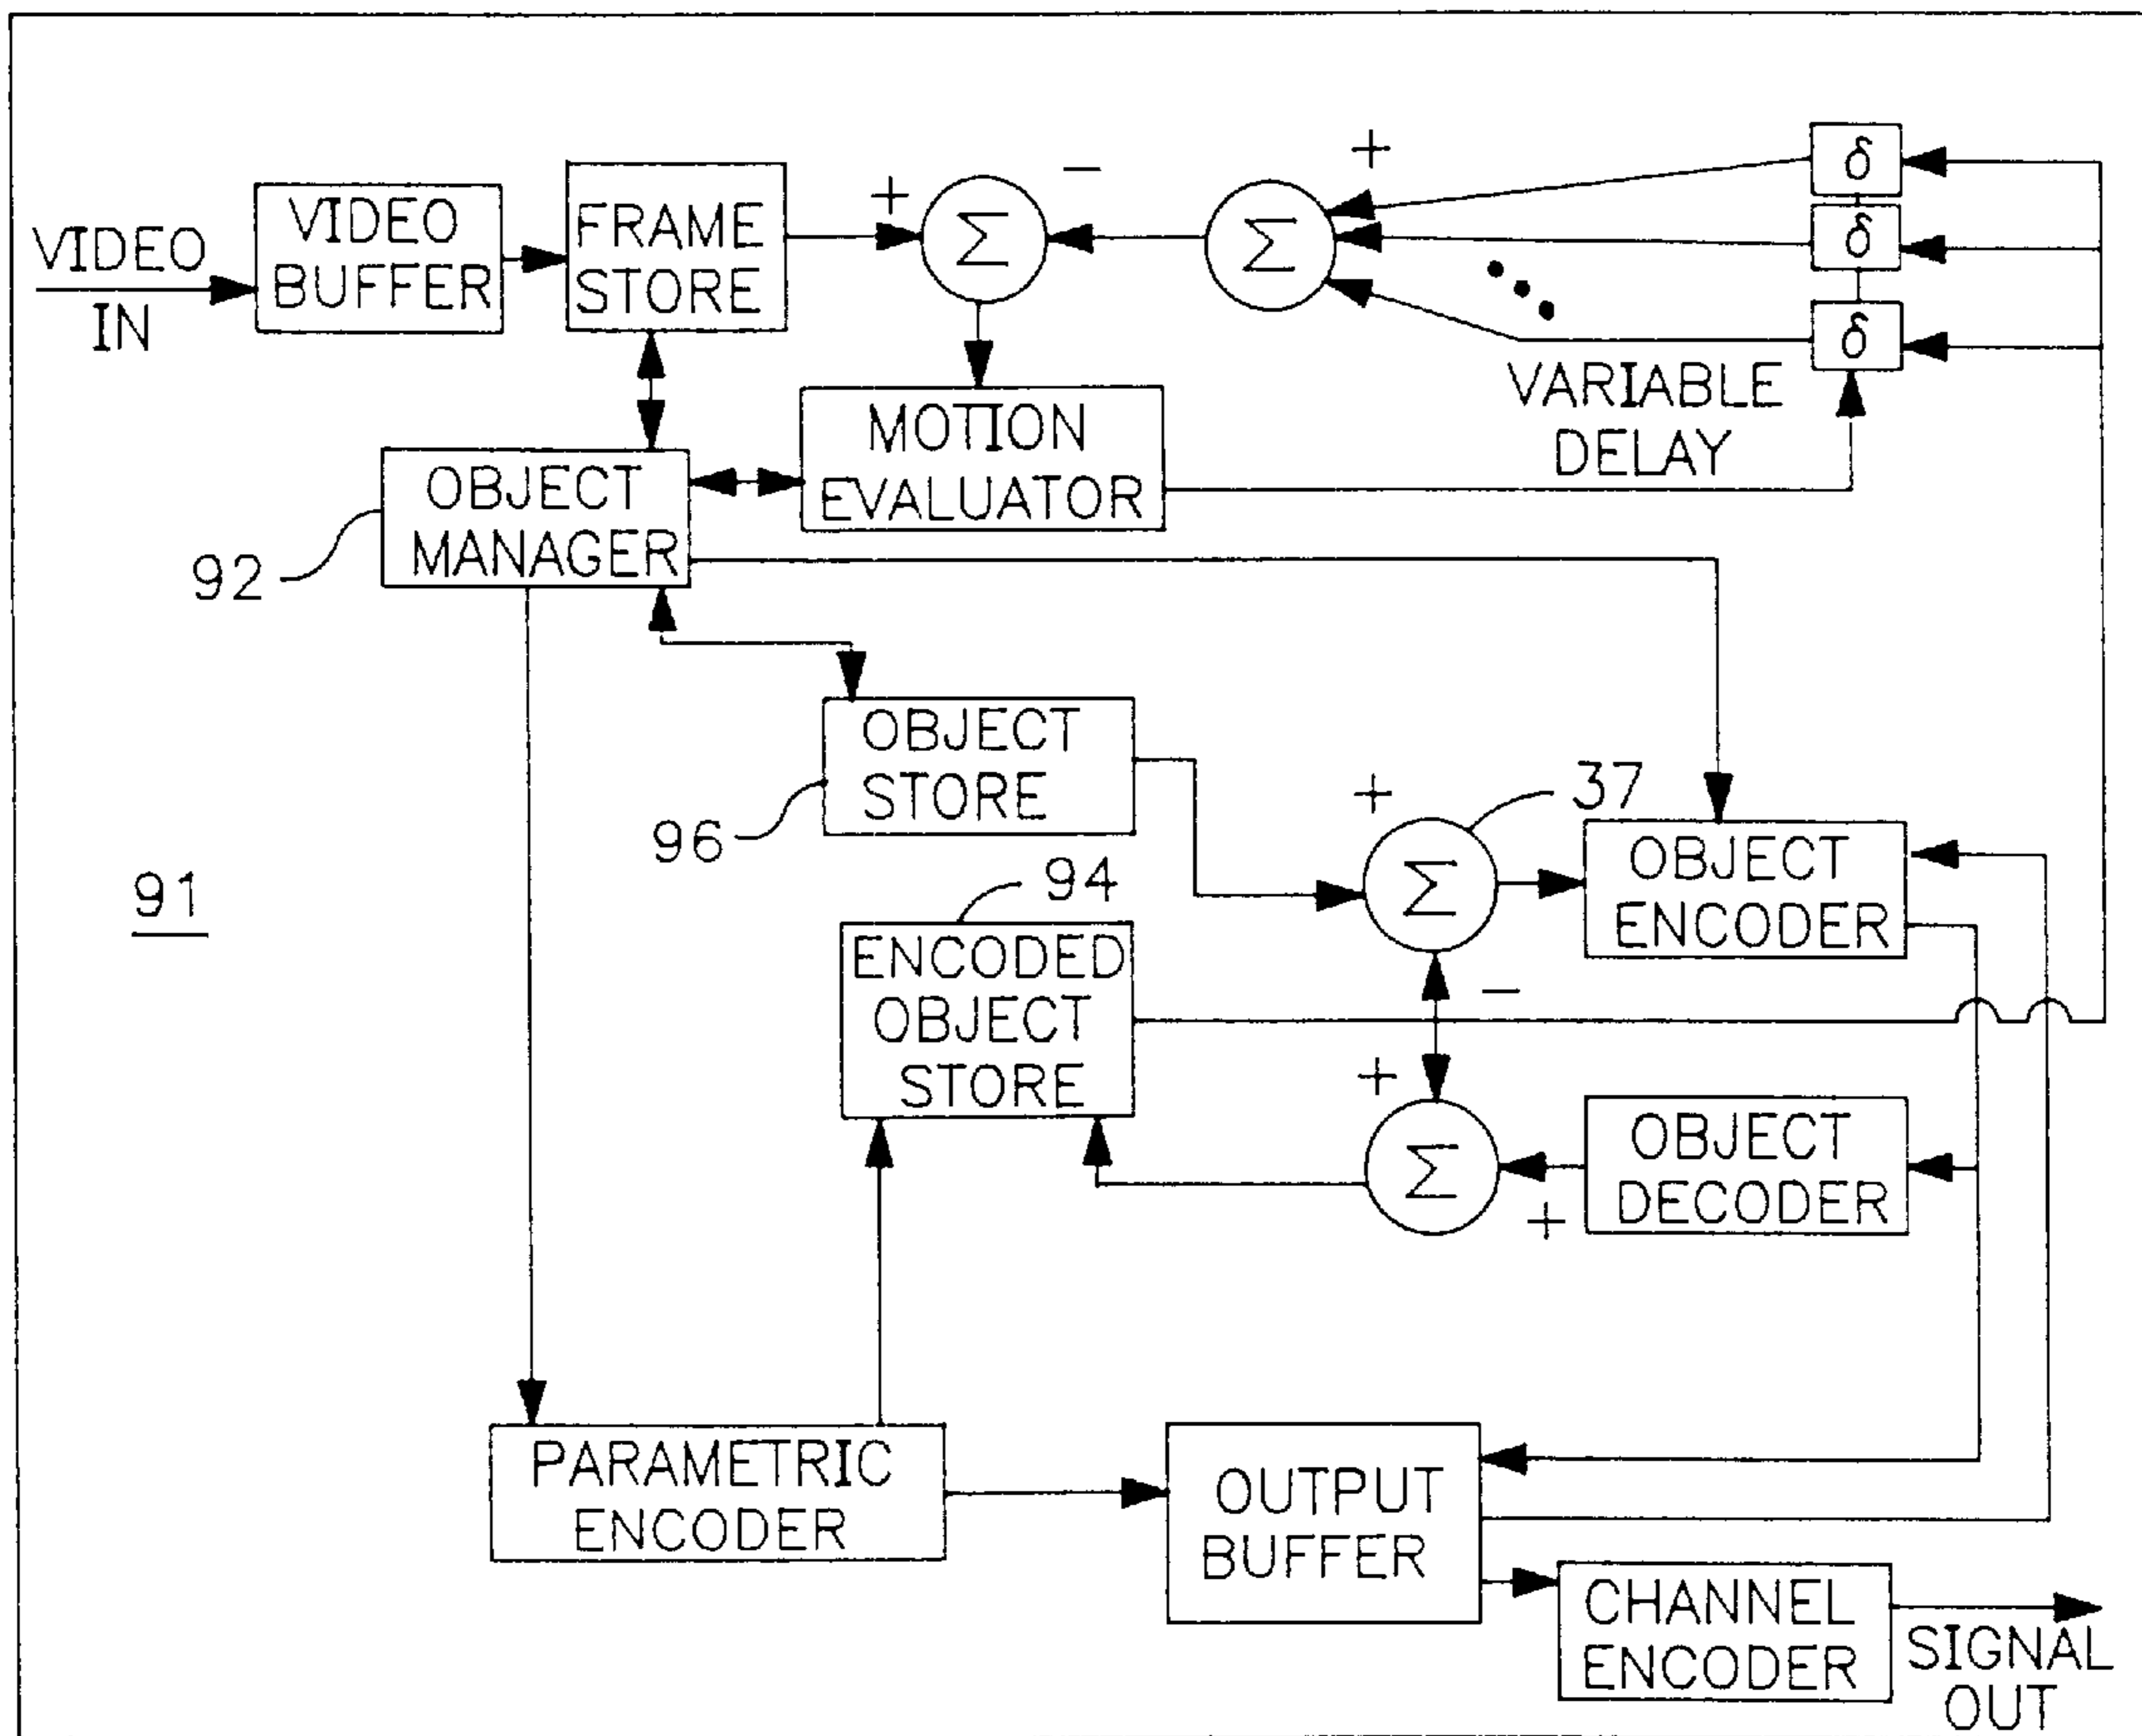 VIDEO
IN
VIDEO
BUFFER
FRAME
STORE
+
Σ
−
Σ
+
δ
δ
δ
VARIABLE
DELAY
MOTION
EVALUATOR
OBJECT
MANAGER
92
OBJECT
STORE
96
+
Σ
37
OBJECT
ENCODER
91
94
ENCODED
OBJECT
STORE
−
+
Σ
+
OBJECT
DECODER
PARAMETRIC
ENCODER
OUTPUT
BUFFER
CHANNEL
ENCODER
SIGNAL
OUT